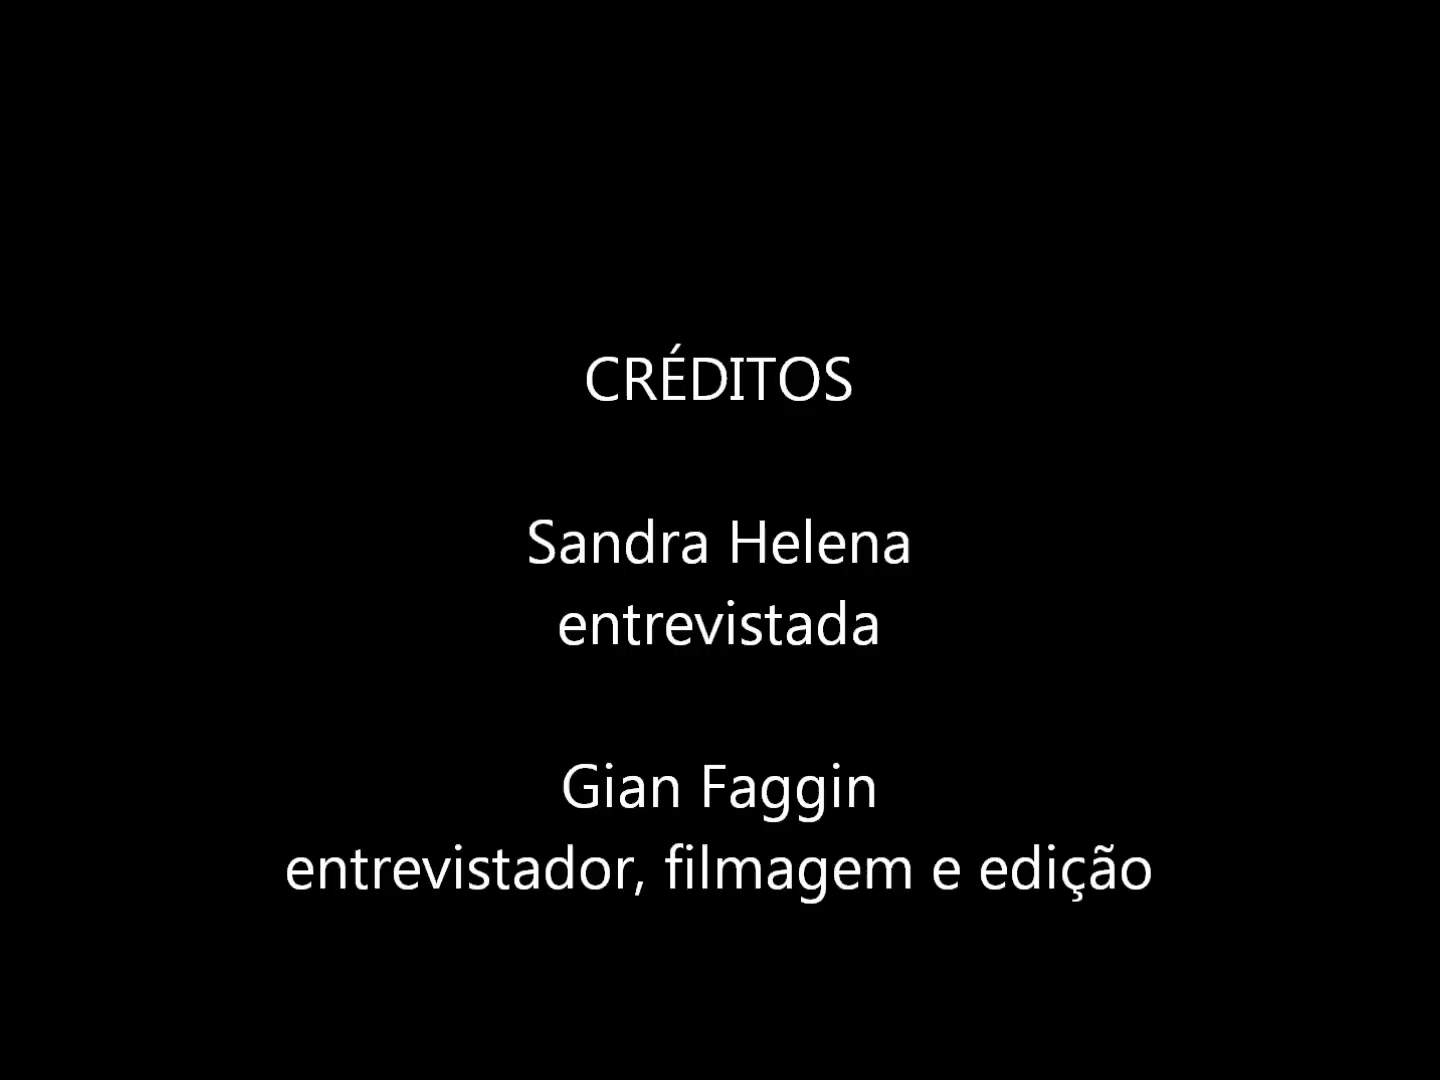 CRÉDITOS
Sandra Helena
entrevistada
Gian Faggin
entrevistador, filmagem e edição